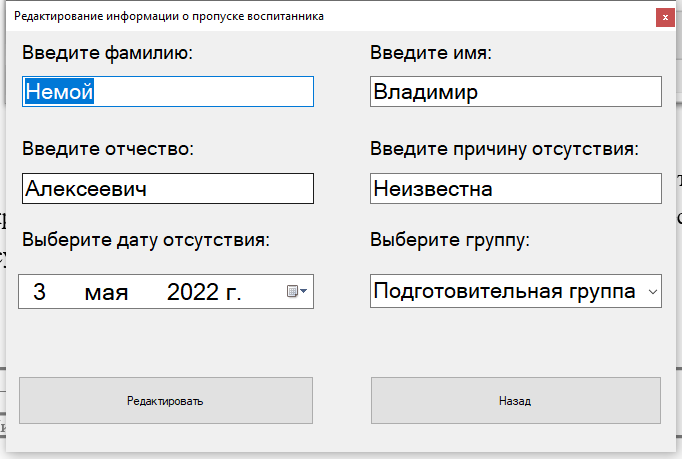 Редактирование информации о пропуске воспитанника
x
Введите фамилию: Введите имя:
Немой Владимир
Введите отчество: Введите причину отсутствия:
Алексеевич Неизвестна
Выберите дату отсутствия: Выберите группу:
3 мая 2022 г. Подготовительная группа
Редактировать Назад